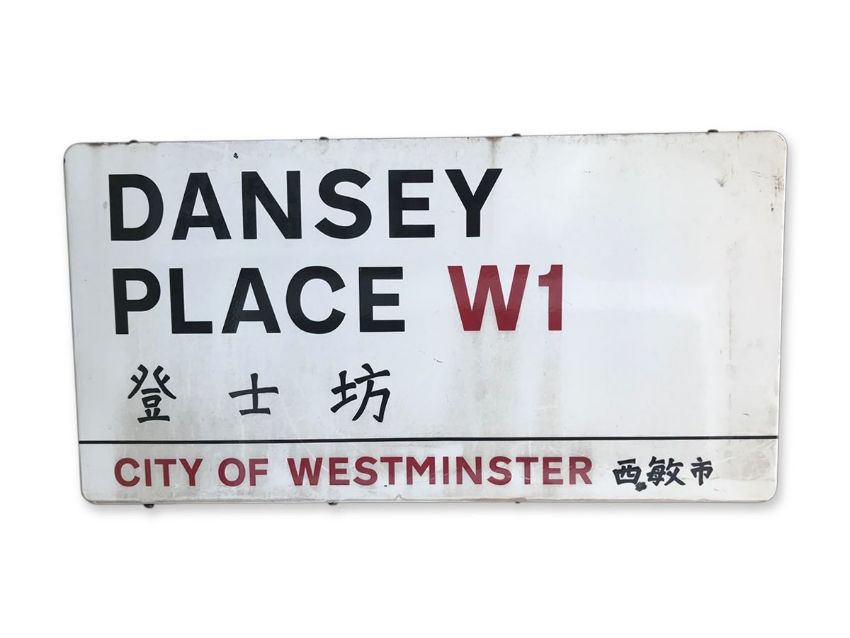 DANSEY
PLACE W1
登士坊
CITY OF WESTMINSTER 西敏市